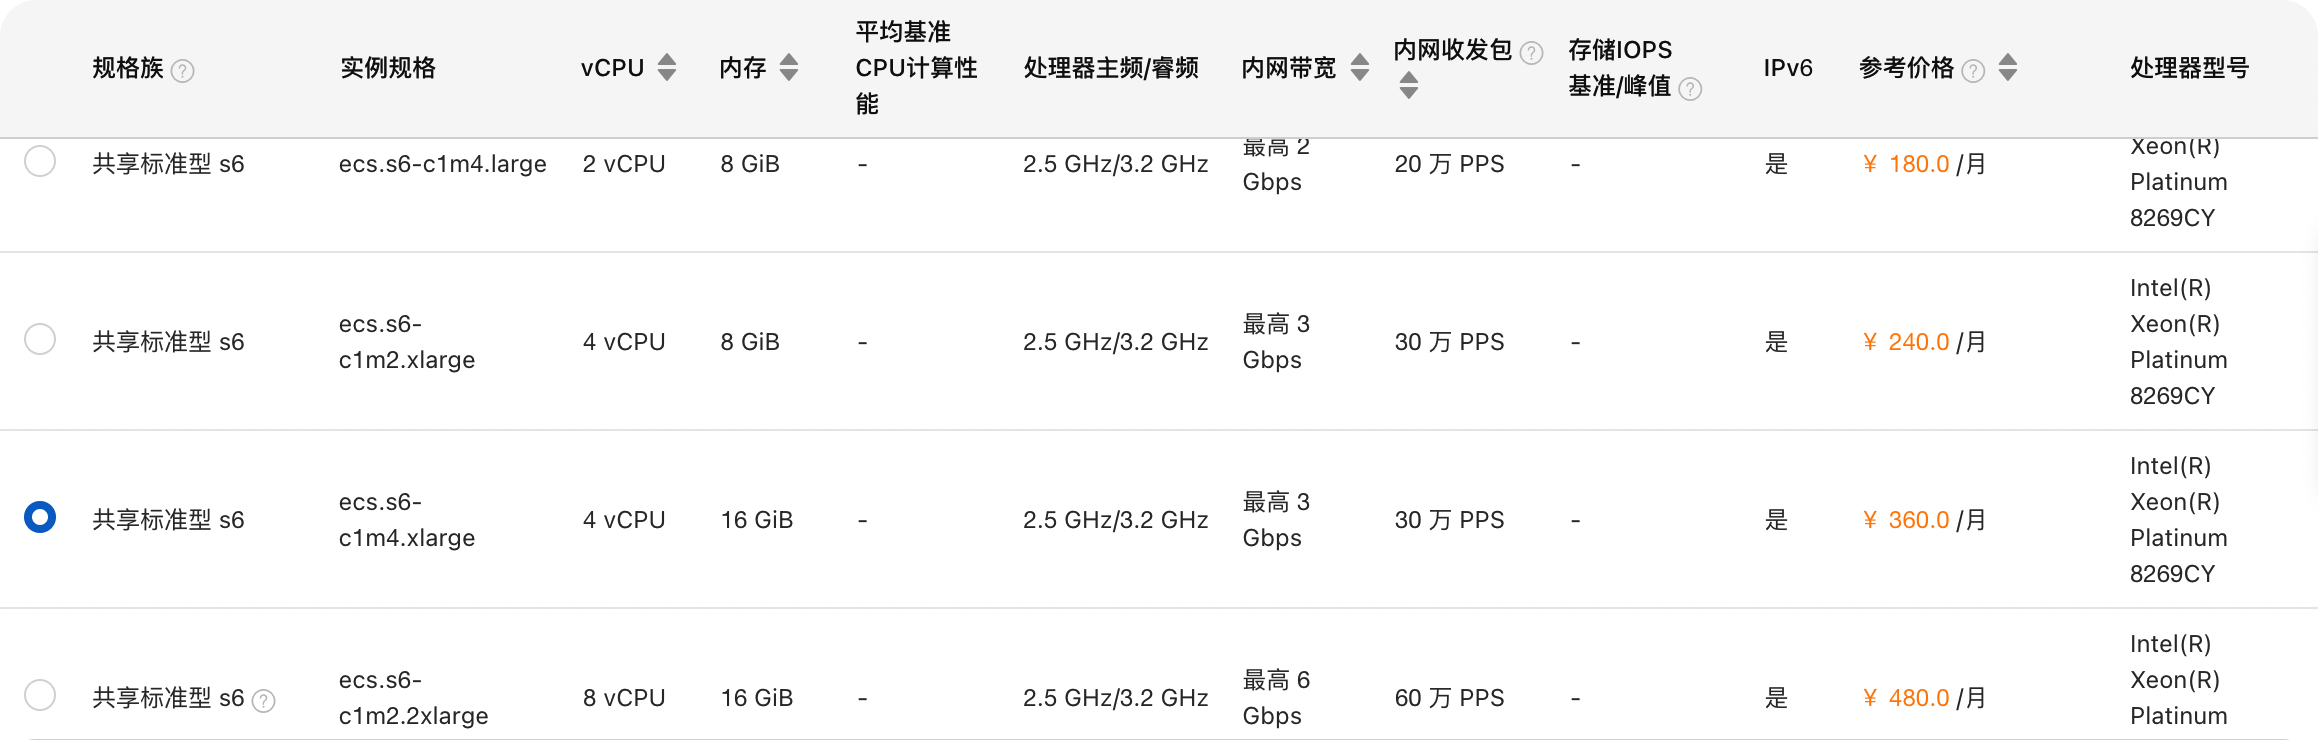 规格族 实例规格 vCPU 内存 平均基准CPU计算性能 处理器主频/睿频 内网带宽 内网收发包 存储IOPS 基准/峰值 IPv6 参考价格 处理器型号
共享标准型 s6 ecs.s6-c1m4.large 2 vCPU 8 GiB - 2.5 GHz/3.2 GHz 最高 2 Gbps 20 万 PPS - 是 ¥ 180.0 /月 Xeon(R) Platinum 8269CY
共享标准型 s6 ecs.s6-c1m2.xlarge 4 vCPU 8 GiB - 2.5 GHz/3.2 GHz 最高 3 Gbps 30 万 PPS - 是 ¥ 240.0 /月 Intel(R) Xeon(R) Platinum 8269CY
共享标准型 s6 ecs.s6-c1m4.xlarge 4 vCPU 16 GiB - 2.5 GHz/3.2 GHz 最高 3 Gbps 30 万 PPS - 是 ¥ 360.0 /月 Intel(R) Xeon(R) Platinum 8269CY
共享标准型 s6 ecs.s6-c1m2.2xlarge 8 vCPU 16 GiB - 2.5 GHz/3.2 GHz 最高 6 Gbps 60 万 PPS - 是 ¥ 480.0 /月 Intel(R) Xeon(R) Platinum